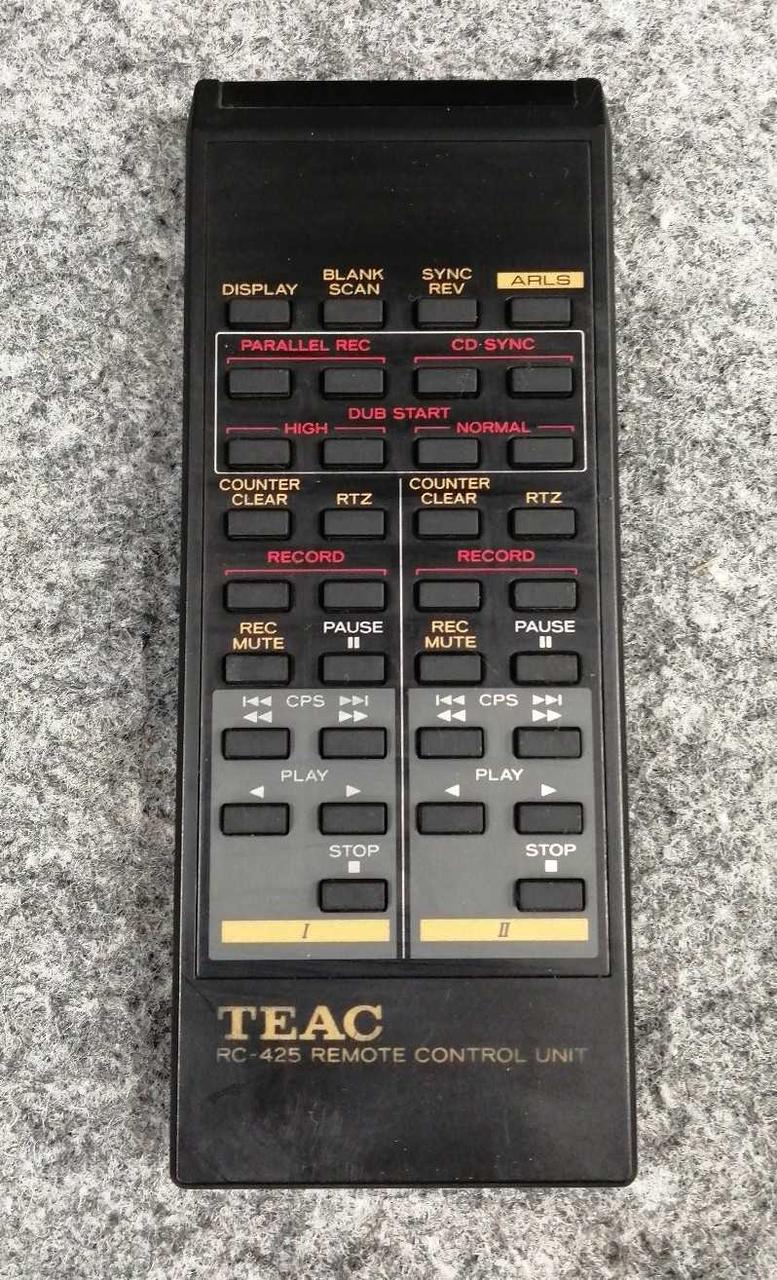 DISPLAY BLANK SCAN SYNC REV ARLS
PARALLEL REC CD·SYNC
DUB START
HIGH NORMAL
COUNTER CLEAR RTZ COUNTER CLEAR RTZ
RECORD RECORD
REC MUTE PAUSE REC MUTE PAUSE
CPS CPS
PLAY PLAY
STOP STOP
I II
TEAC
RC-425 REMOTE CONTROL UNIT